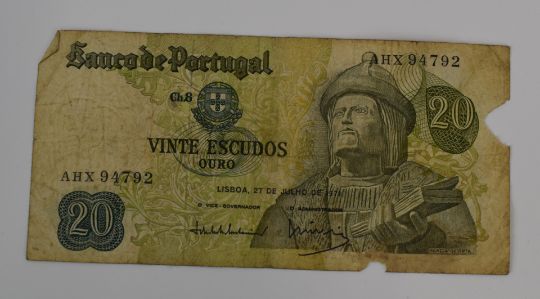 Banco de Portugal
AHX 94792
Ch.8
20
VINTE ESCUDOS
OURO
AHX 94792
LISBOA, 27 DE JULHO DE 1971
O VICE-GOVERNADOR
O ADMINISTRADOR
20